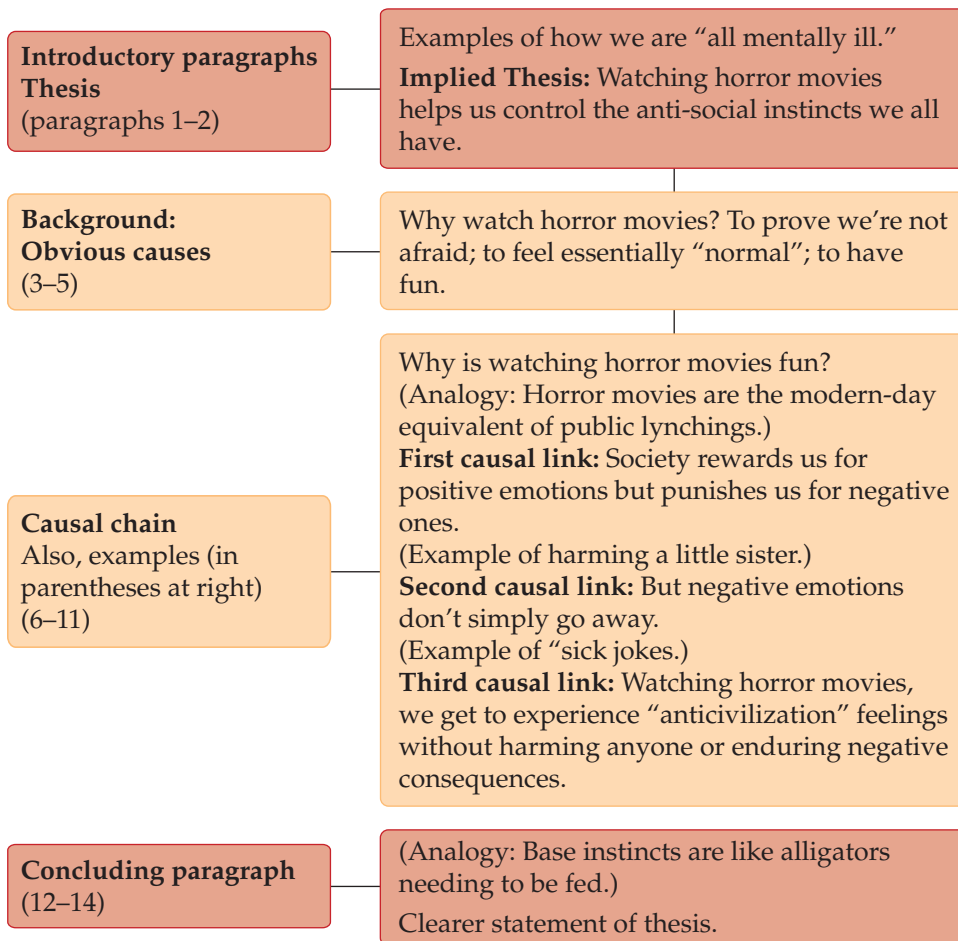 Introductory paragraphs
Thesis
(paragraphs 1–2)
Examples of how we are “all mentally ill.”
Implied Thesis: Watching horror movies
helps us control the anti-social instincts we all
have.
Background:
Obvious causes
(3–5)
Why watch horror movies? To prove we’re not
afraid; to feel essentially “normal”; to have
fun.
Causal chain
Also, examples (in
parentheses at right)
(6–11)
Why is watching horror movies fun?
(Analogy: Horror movies are the modern-day
equivalent of public lynchings.)
First causal link: Society rewards us for
positive emotions but punishes us for negative
ones.
(Example of harming a little sister.)
Second causal link: But negative emotions
don’t simply go away.
(Example of “sick jokes.)
Third causal link: Watching horror movies,
we get to experience “anticivilization” feelings
without harming anyone or enduring negative
consequences.
Concluding paragraph
(12–14)
(Analogy: Base instincts are like alligators
needing to be fed.)
Clearer statement of thesis.